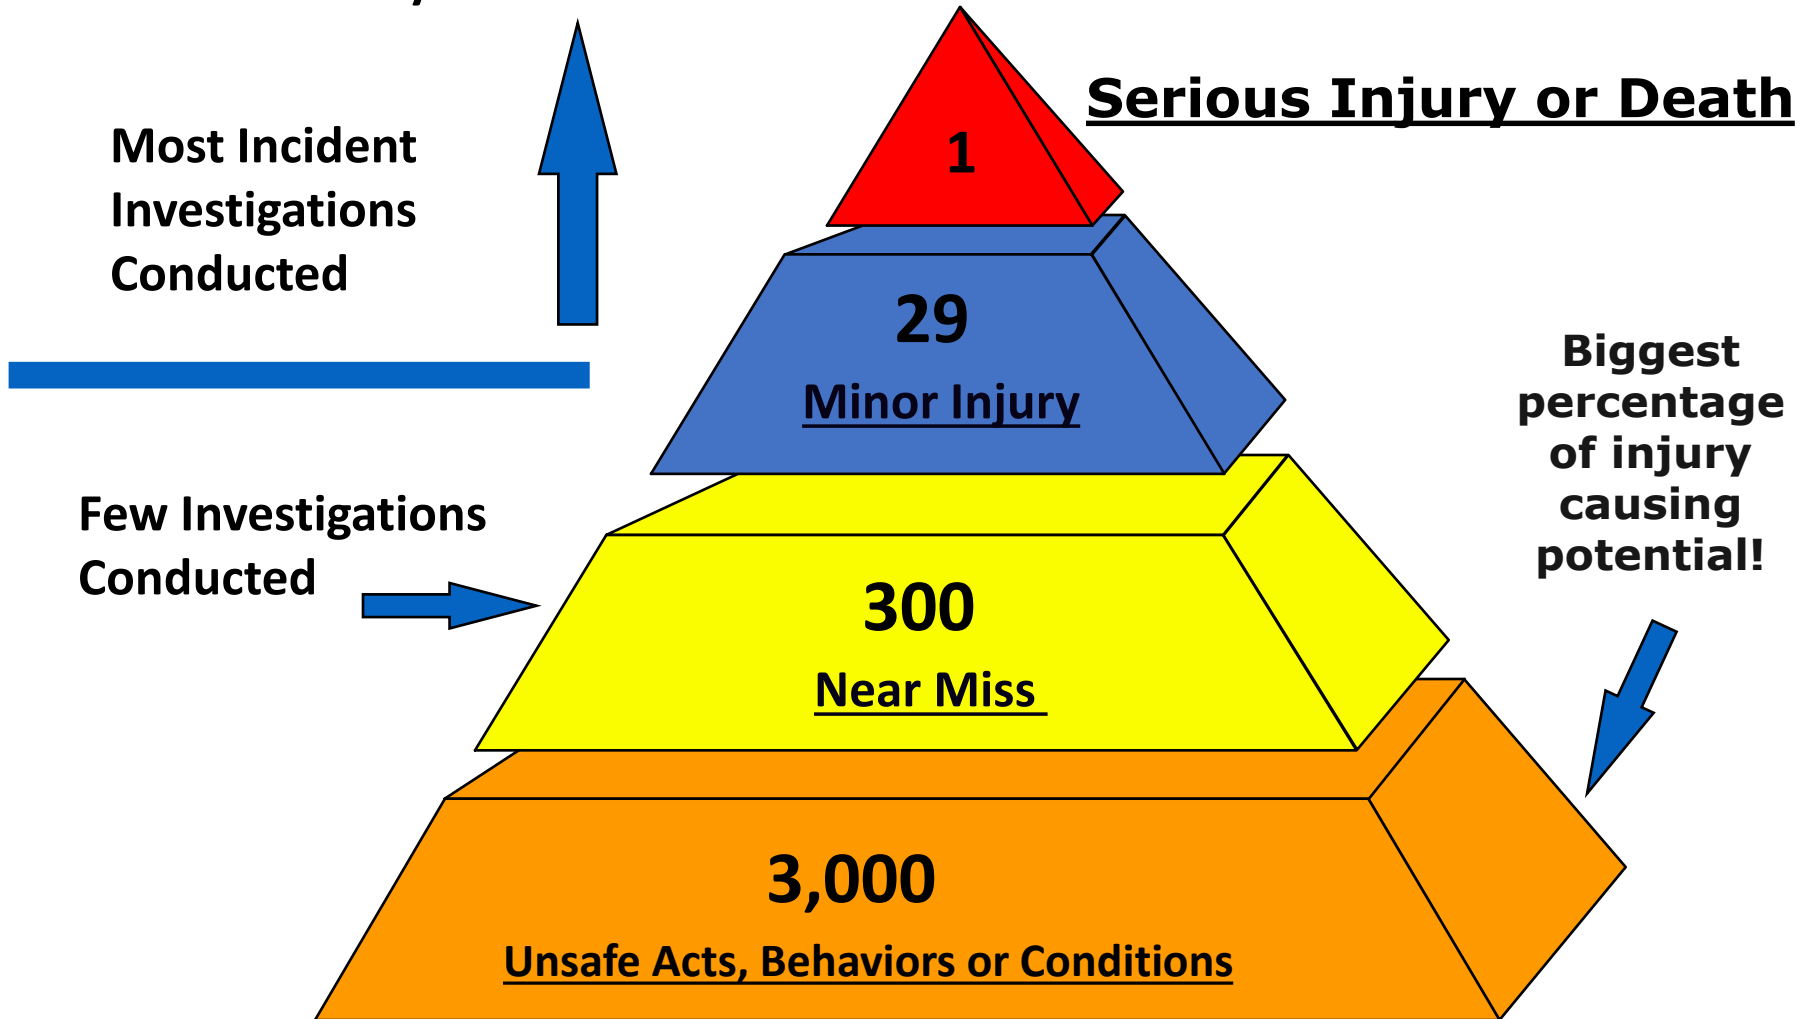 Serious Injury or Death
Most Incident
Investigations
Conducted
1
29
Minor Injury
Biggest
percentage
of injury
causing
potential!
Few Investigations
Conducted
300
Near Miss
3,000
Unsafe Acts, Behaviors or Conditions